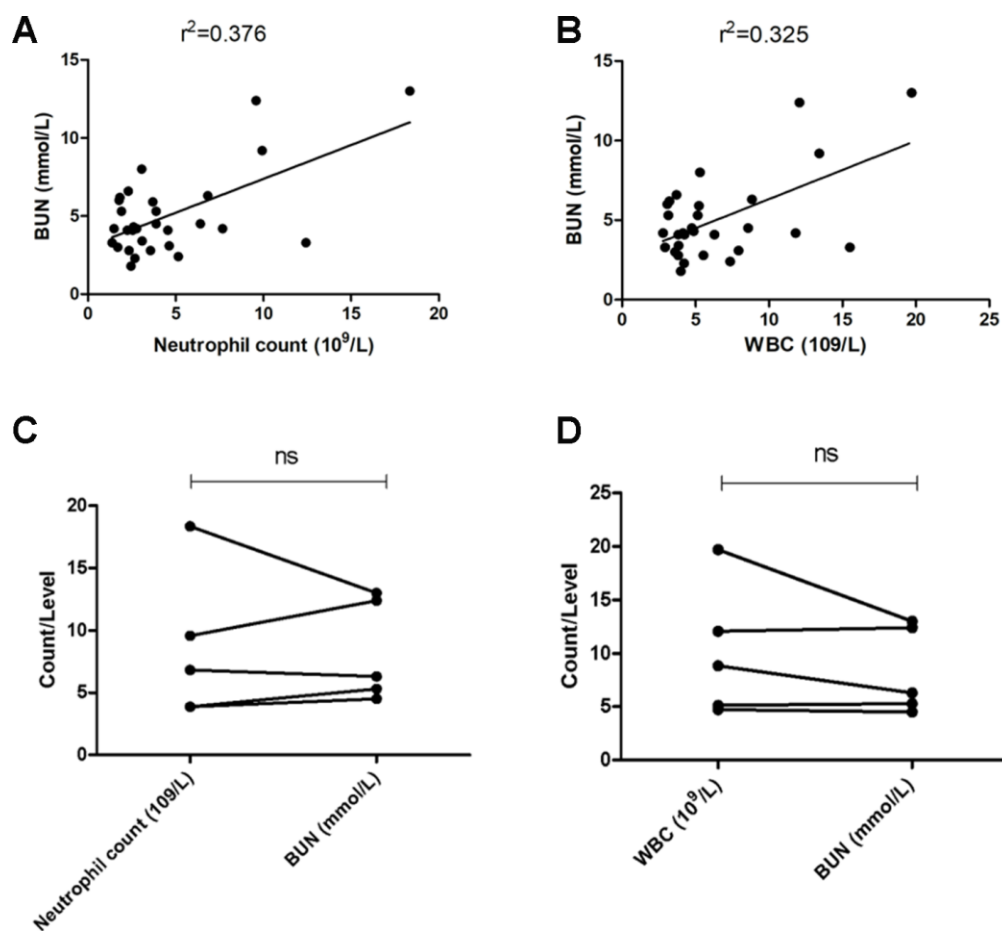 A
r²=0.376
BUN (mmol/L)
15
10
5
0
0 5 10 15 20
Neutrophil count (10⁹/L)
B
r²=0.325
BUN (mmol/L)
15
10
5
0
0 5 10 15 20 25
WBC (109/L)
C
ns
Count/Level
20
15
10
5
0
Neutrophil count (109/L)
BUN (mmol/L)
D
ns
Count/Level
25
20
15
10
5
0
WBC (10⁹/L)
BUN (mmol/L)